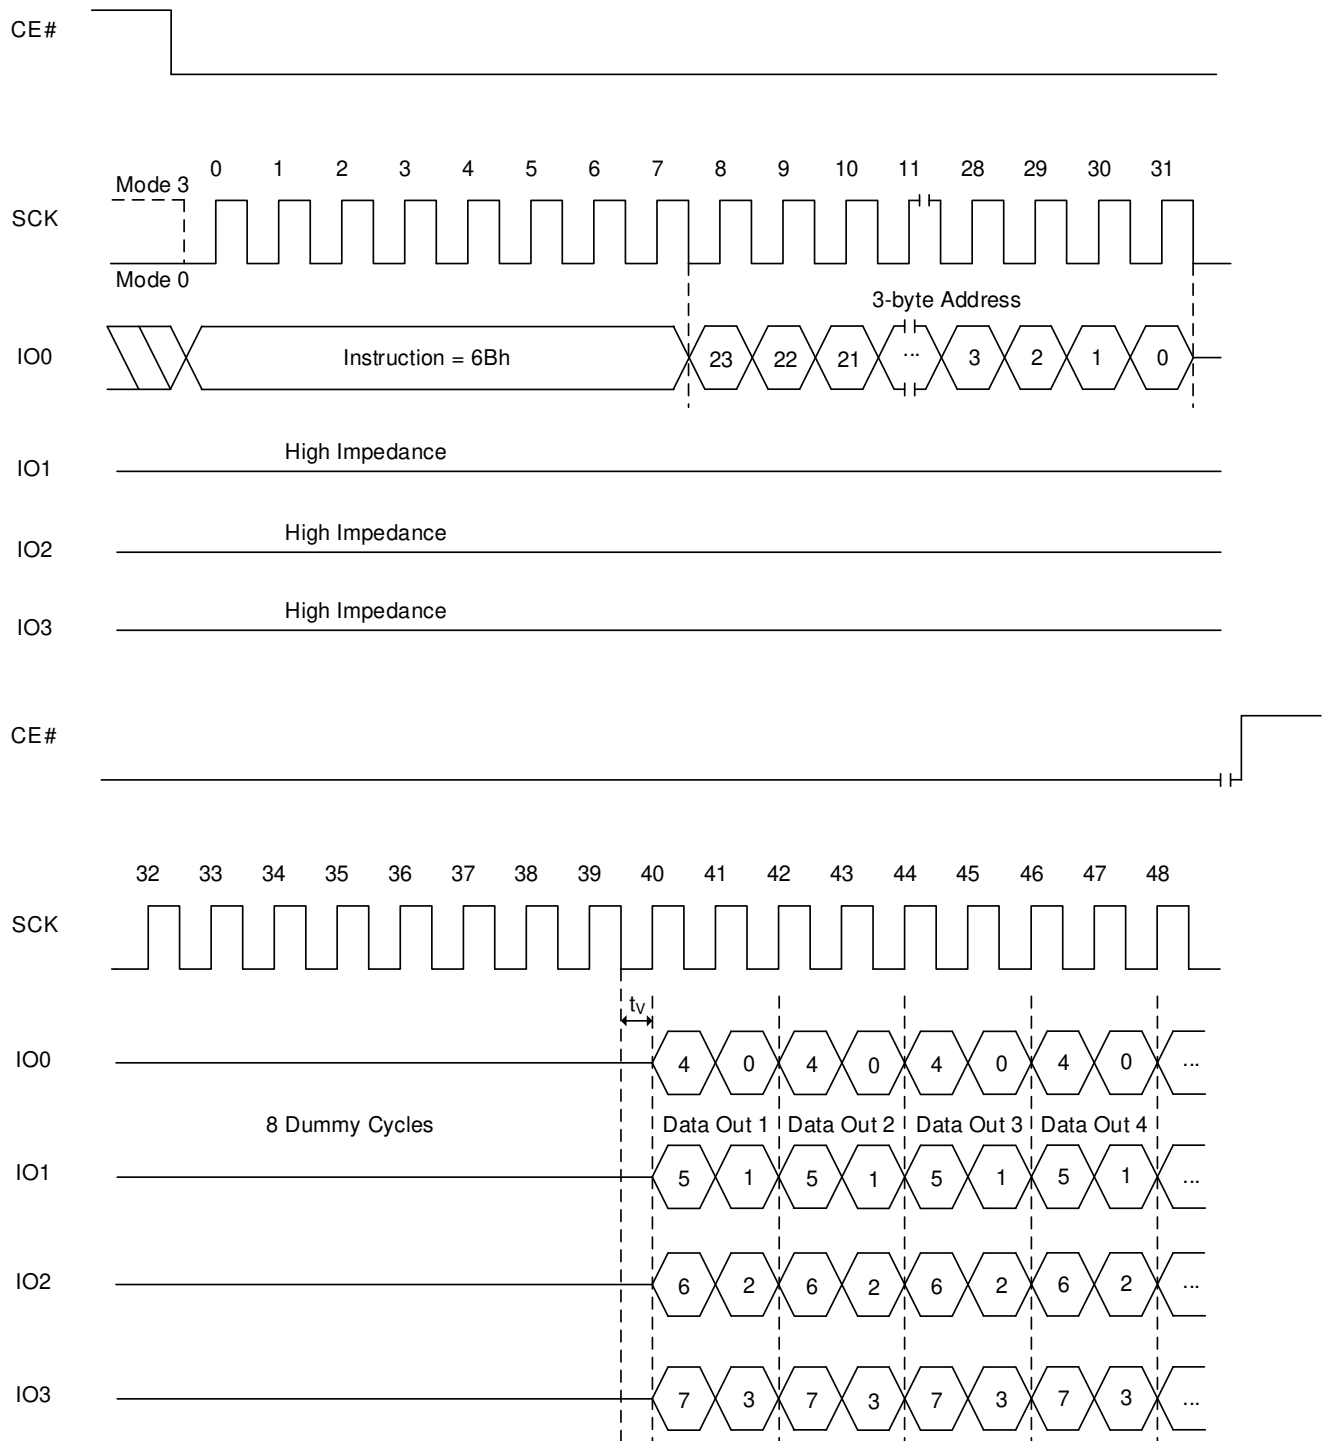 CE#
0 1 2 3 4 5 6 7 8 9 10 11 28 29 30 31
Mode 3
SCK
Mode 0
3-byte Address
IO0 Instruction = 6Bh 23 22 21 ... 3 2 1 0
High Impedance
IO1
High Impedance
IO2
High Impedance
IO3
CE#
32 33 34 35 36 37 38 39 40 41 42 43 44 45 46 47 48
SCK
tV
IO0 4 0 4 0 4 0 4 0 ...
8 Dummy Cycles Data Out 1 Data Out 2 Data Out 3 Data Out 4
IO1 5 1 5 1 5 1 5 1 ...
IO2 6 2 6 2 6 2 6 2 ...
IO3 7 3 7 3 7 3 7 3 ...